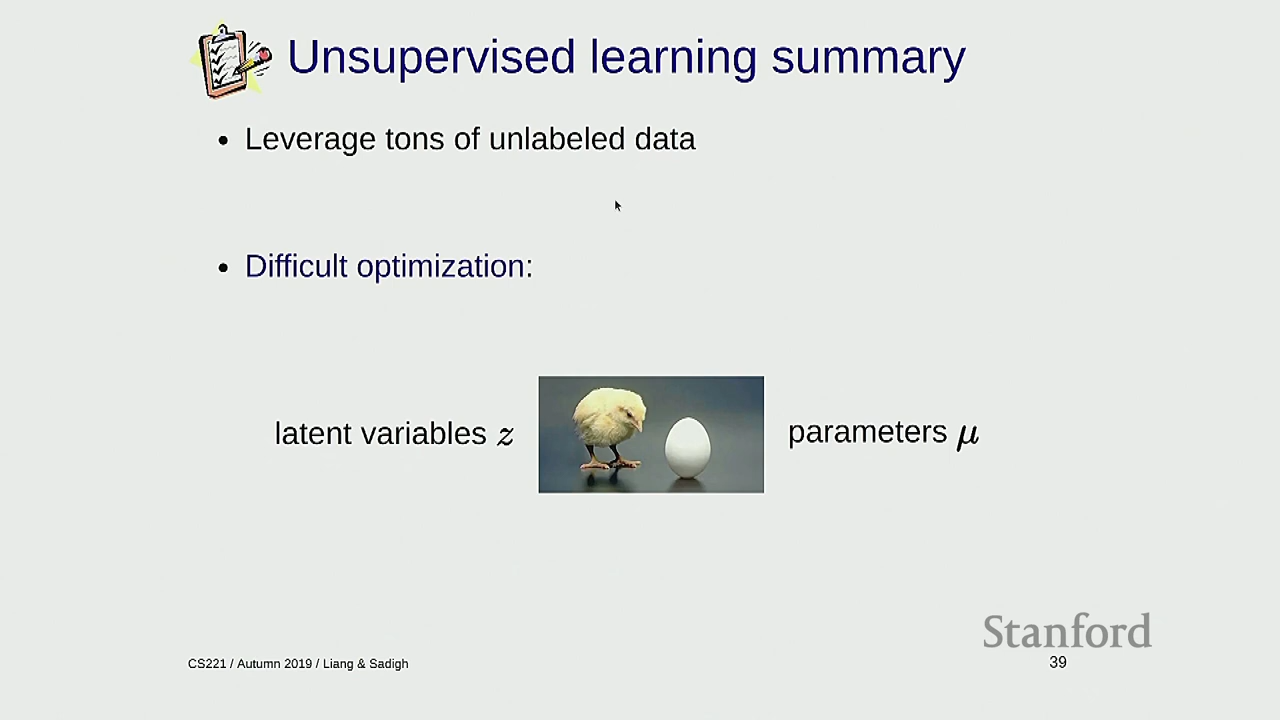 Unsupervised learning summary
• Leverage tons of unlabeled data
• Difficult optimization:
latent variables z
parameters μ
Stanford
CS221 / Autumn 2019 / Liang & Sadigh
39